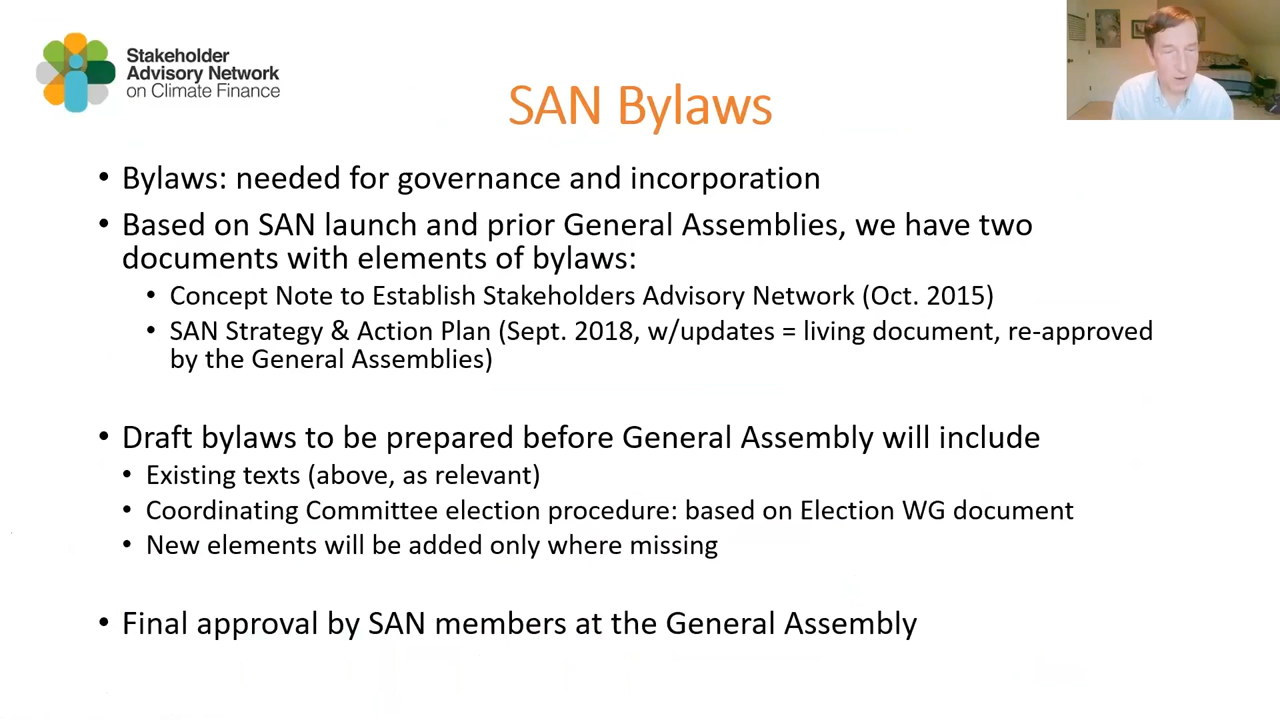 Stakeholder
Advisory Network
on Climate Finance
SAN Bylaws
• Bylaws: needed for governance and incorporation
• Based on SAN launch and prior General Assemblies, we have two
documents with elements of bylaws:
• Concept Note to Establish Stakeholders Advisory Network (Oct. 2015)
• SAN Strategy & Action Plan (Sept. 2018, w/updates = living document, re-approved
by the General Assemblies)
• Draft bylaws to be prepared before General Assembly will include
• Existing texts (above, as relevant)
• Coordinating Committee election procedure: based on Election WG document
• New elements will be added only where missing
• Final approval by SAN members at the General Assembly